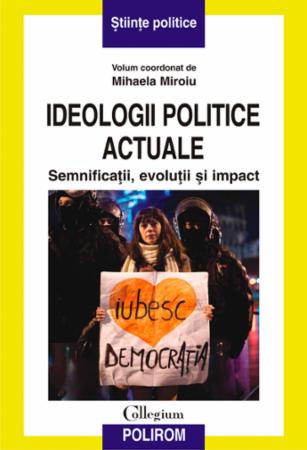 Științe politice
Volum coordonat de
Mihaela Miroiu
IDEOLOGII POLITICE
ACTUALE
Semnificații, evoluții și impact
iubesc
DEMOCRAȚIA
Collegium
POLIROM